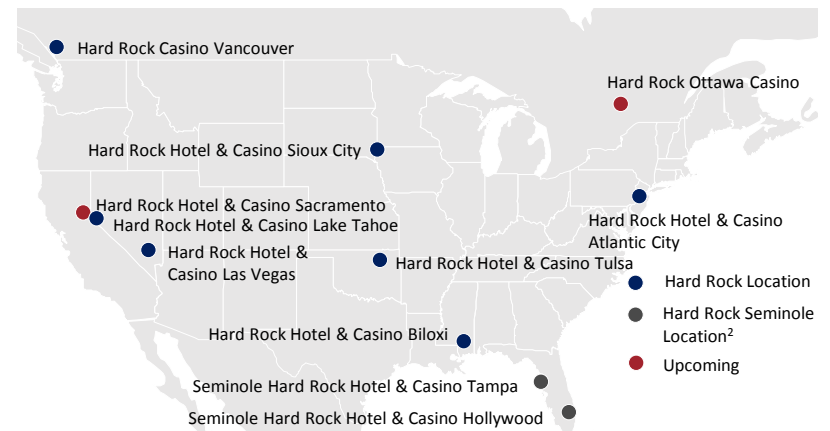 Hard Rock Casino Vancouver
Hard Rock Ottawa Casino
Hard Rock Hotel & Casino Sioux City
Hard Rock Hotel & Casino Sacramento
Hard Rock Hotel & Casino Lake Tahoe
Hard Rock Hotel &
Casino Las Vegas
Hard Rock Hotel & Casino
Atlantic City
Hard Rock Hotel & Casino Tulsa
Hard Rock Location
Hard Rock Seminole
Location²
Upcoming
Hard Rock Hotel & Casino Biloxi
Seminole Hard Rock Hotel & Casino Tampa
Seminole Hard Rock Hotel & Casino Hollywood